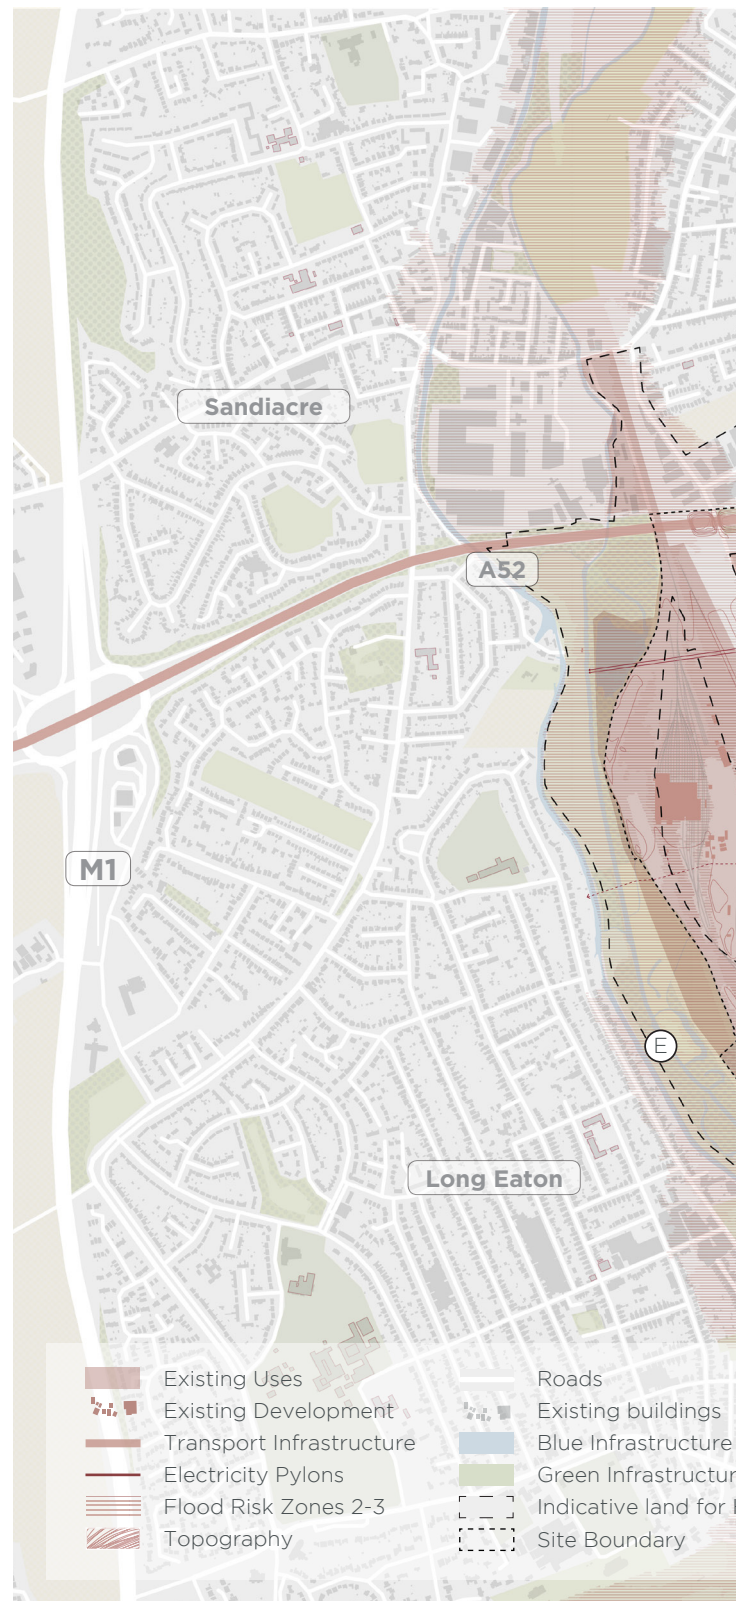 Sandiacre
A52
M1
E
Long Eaton
Existing Uses
Existing Development
Transport Infrastructure
Electricity Pylons
Flood Risk Zones 2-3
Topography
Roads
Existing buildings
Blue Infrastructure
Green Infrastructur
Indicative land for
Site Boundary